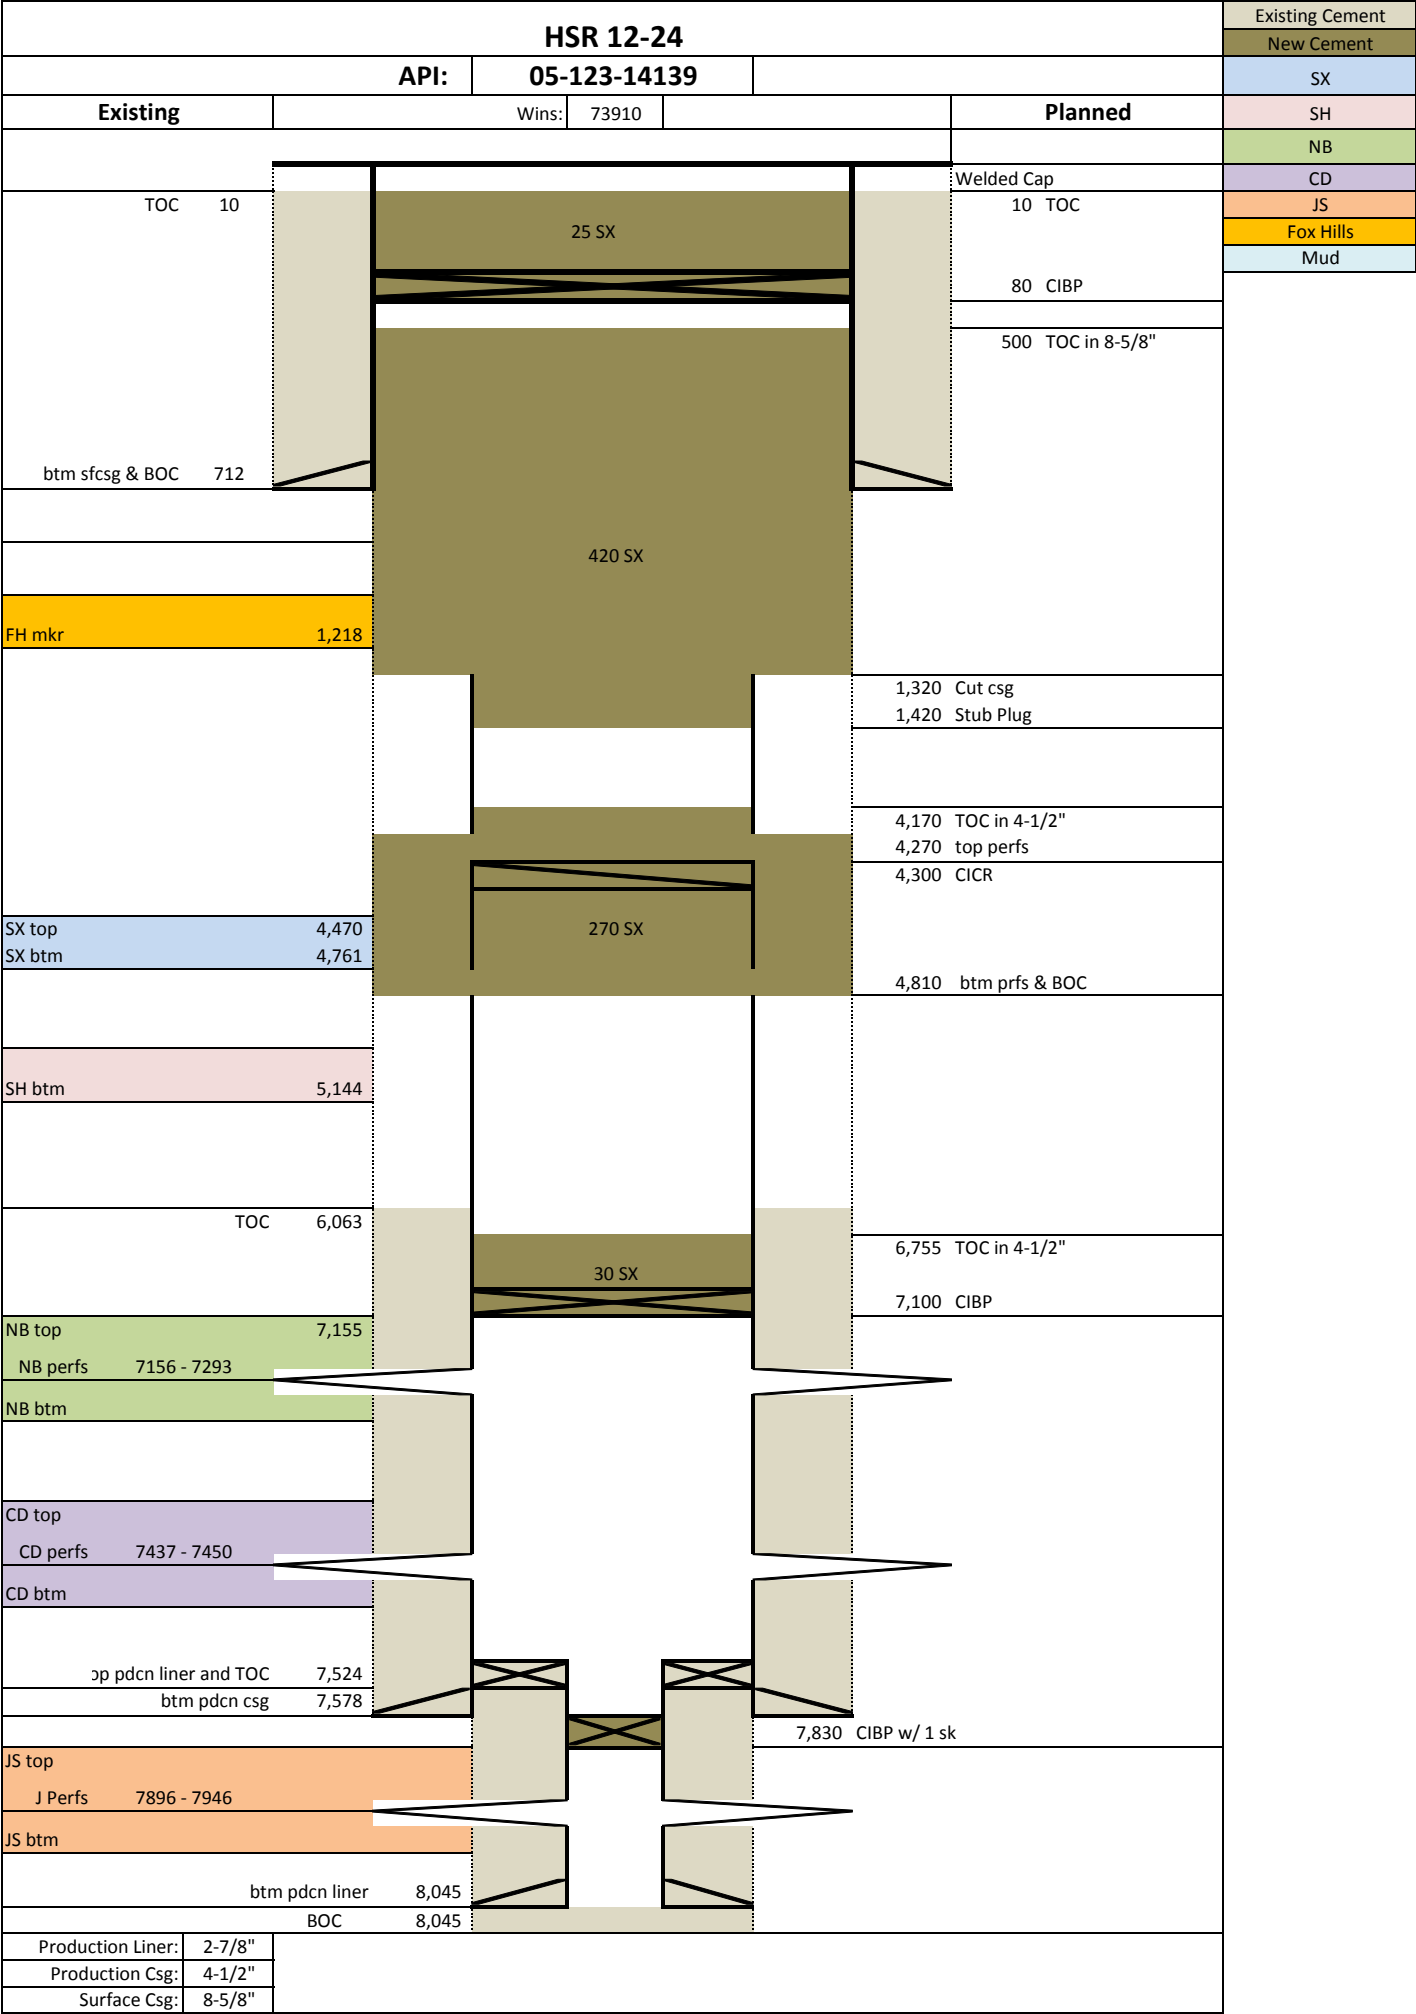 HSR 12-24
Existing Cement
New Cement
API: 05-123-14139
SX
Existing Wins: 73910 Planned
SH
NB
Welded Cap
CD
TOC 10
10 TOC
JS
25 SX
Fox Hills
Mud
80 CIBP
500 TOC in 8-5/8"
btm sfcsg & BOC 712
420 SX
FH mkr 1,218
1,320 Cut csg
1,420 Stub Plug
4,170 TOC in 4-1/2"
4,270 top perfs
4,300 CICR
SX top 4,470
270 SX
SX btm 4,761
4,810 btm prfs & BOC
SH btm 5,144
TOC 6,063
6,755 TOC in 4-1/2"
30 SX
7,100 CIBP
NB top 7,155
NB perfs 7156 - 7293
NB btm
CD top
CD perfs 7437 - 7450
CD btm
op pdcn liner and TOC 7,524
btm pdcn csg 7,578
7,830 CIBP w/ 1 sk
JS top
J Perfs 7896 - 7946
JS btm
btm pdcn liner 8,045
BOC 8,045
Production Liner: 2-7/8"
Production Csg: 4-1/2"
Surface Csg: 8-5/8"